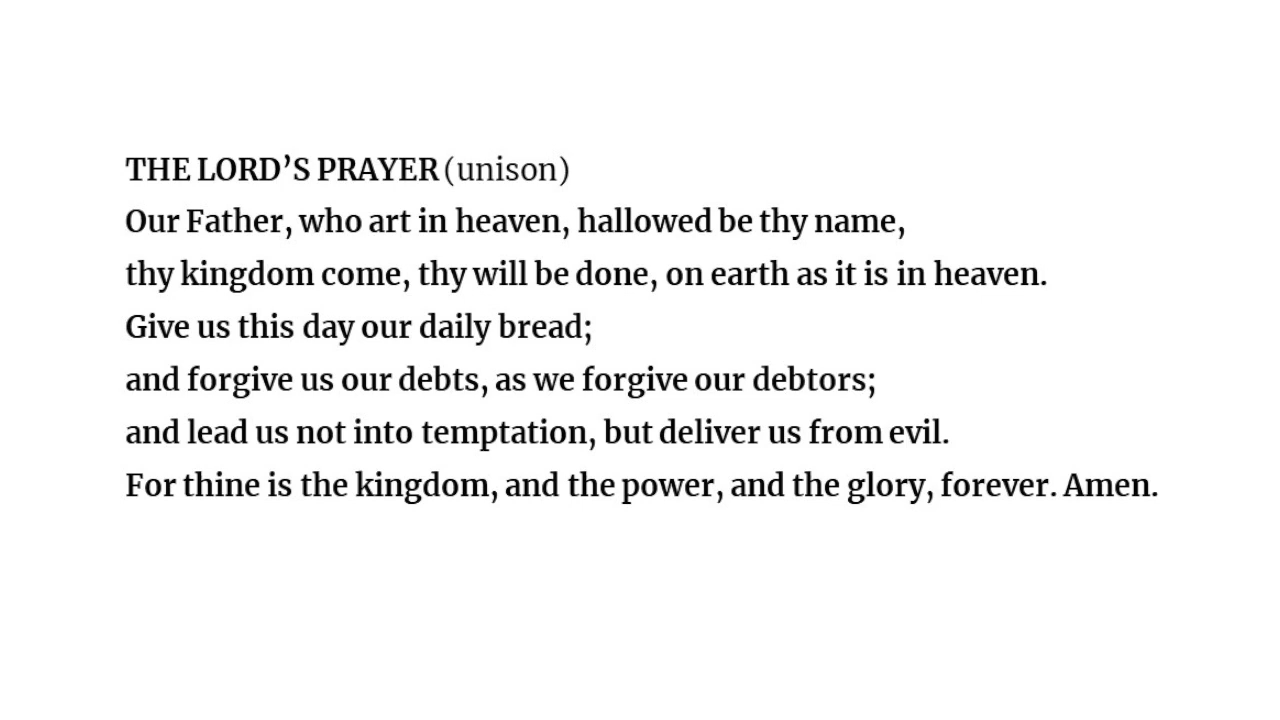 THE LORD’S PRAYER (unison)
Our Father, who art in heaven, hallowed be thy name,
thy kingdom come, thy will be done, on earth as it is in heaven.
Give us this day our daily bread;
and forgive us our debts, as we forgive our debtors;
and lead us not into temptation, but deliver us from evil.
For thine is the kingdom, and the power, and the glory, forever. Amen.